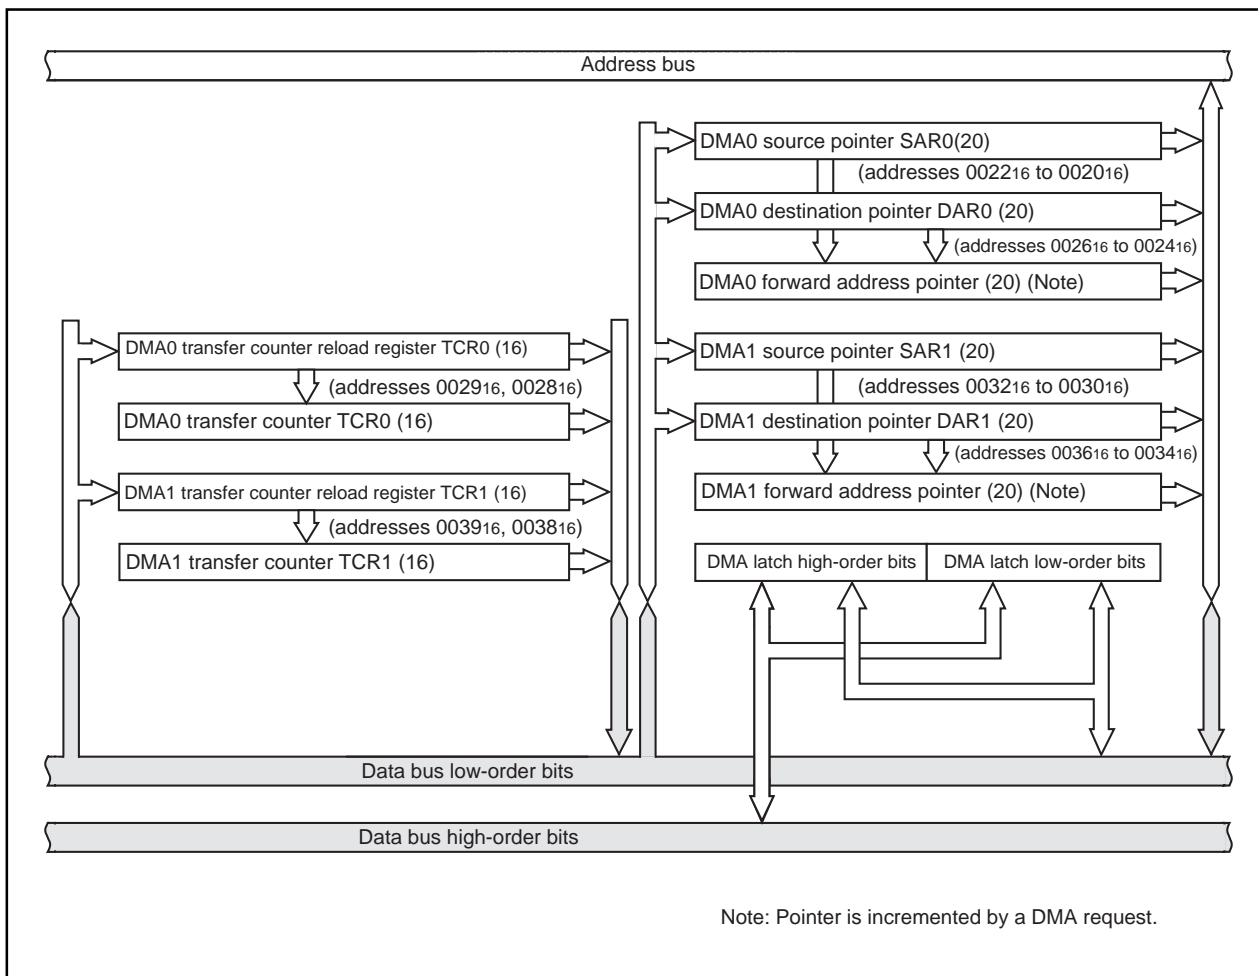 Address bus
DMA0 source pointer SAR0(20)
(addresses 0022₁₆ to 0020₁₆)
DMA0 destination pointer DAR0 (20)
(addresses 0026₁₆ to 0024₁₆)
DMA0 forward address pointer (20) (Note)
DMA0 transfer counter reload register TCR0 (16)
(addresses 0029₁₆, 0028₁₆)
DMA0 transfer counter TCR0 (16)
DMA1 transfer counter reload register TCR1 (16)
(addresses 0039₁₆, 0038₁₆)
DMA1 transfer counter TCR1 (16)
DMA1 source pointer SAR1 (20)
(addresses 0032₁₆ to 0030₁₆)
DMA1 destination pointer DAR1 (20)
(addresses 0036₁₆ to 0034₁₆)
DMA1 forward address pointer (20) (Note)
DMA latch high-order bits
DMA latch low-order bits
Data bus low-order bits
Data bus high-order bits
Note: Pointer is incremented by a DMA request.